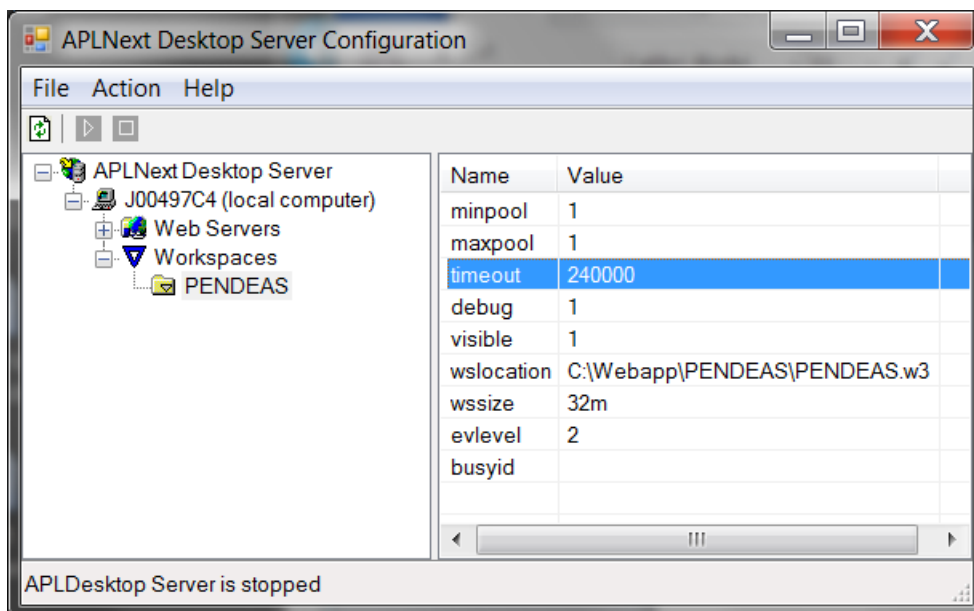 APLNext Desktop Server Configuration
File Action Help
APLNext Desktop Server
J00497C4 (local computer)
Web Servers
Workspaces
PENDEAS
Name Value
minpool 1
maxpool 1
timeout 240000
debug 1
visible 1
wslocation C:\Webapp\PENDEAS\PENDEAS.w3
wssize 32m
evlevel 2
busyid
APLDesktop Server is stopped